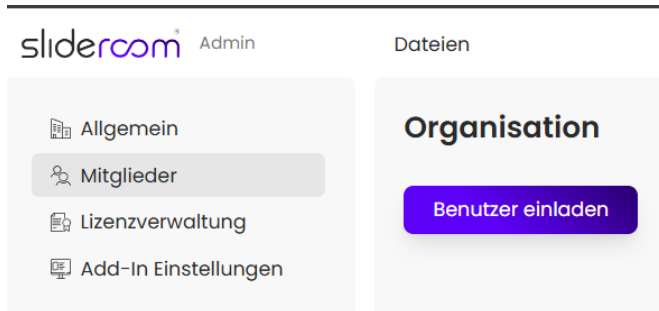 slideroom® Admin
Dateien
Allgemein
Mitglieder
Lizenzverwaltung
Add-In Einstellungen
Organisation
Benutzer einladen